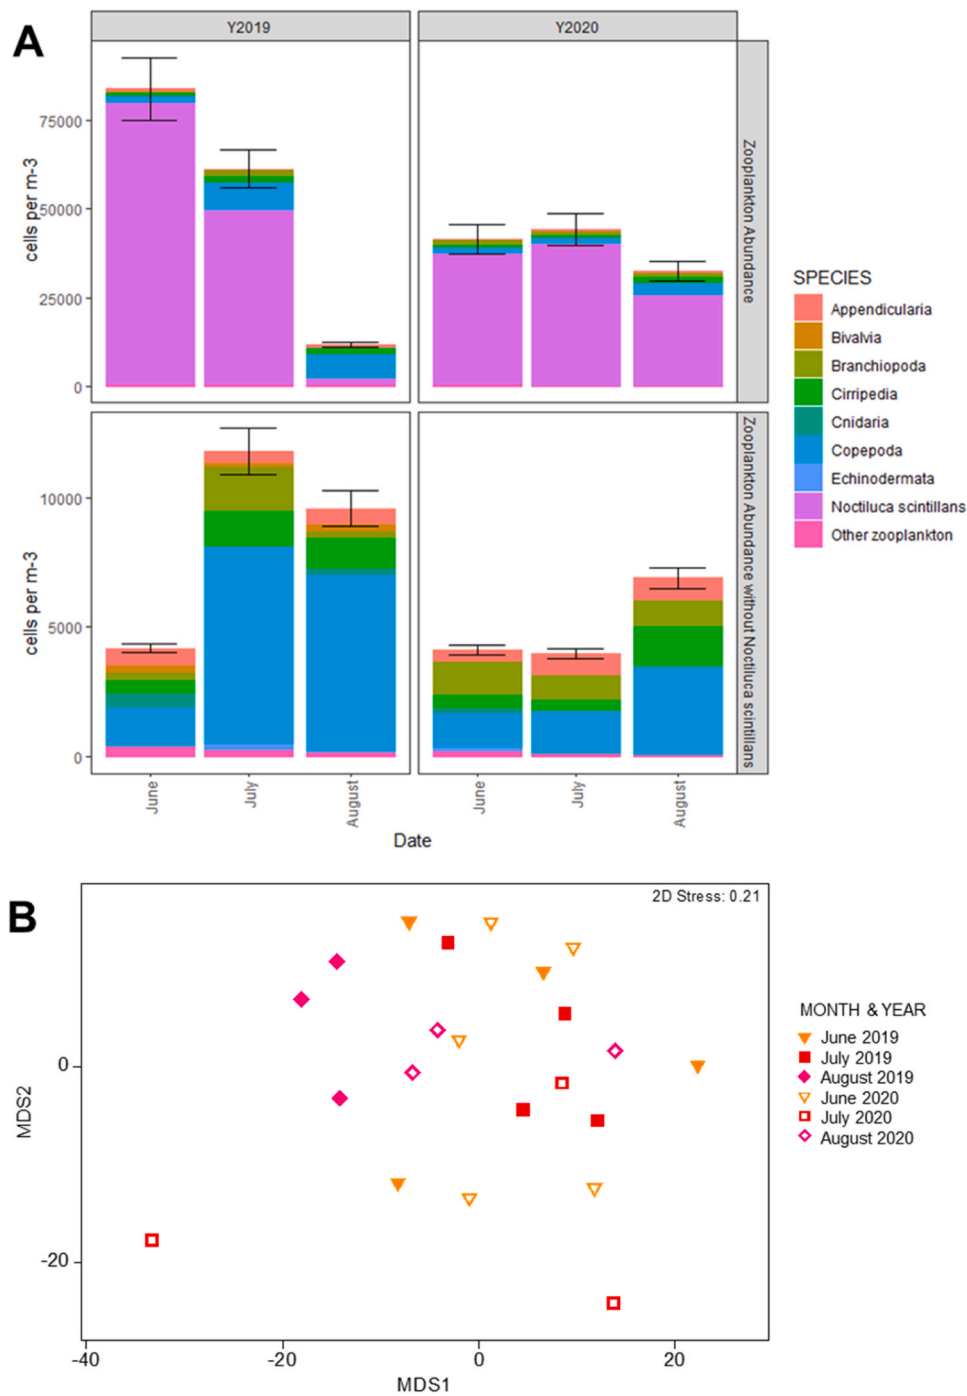 A
Y2019
Y2020
75000
50000
25000
0
cells per m-3
Zooplankton Abundance
10000
5000
0
cells per m-3
Zooplankton Abundance without Noctiluca scintillans
June
July
August
June
July
August
Date
SPECIES
Appendicularia
Bivalvia
Branchiopoda
Cirripedia
Cnidaria
Copepoda
Echinodermata
Noctiluca scintillans
Other zooplankton
B
2D Stress: 0.21
0
-20
MDS2
-40
-20
0
20
MDS1
MONTH & YEAR
June 2019
July 2019
August 2019
June 2020
July 2020
August 2020